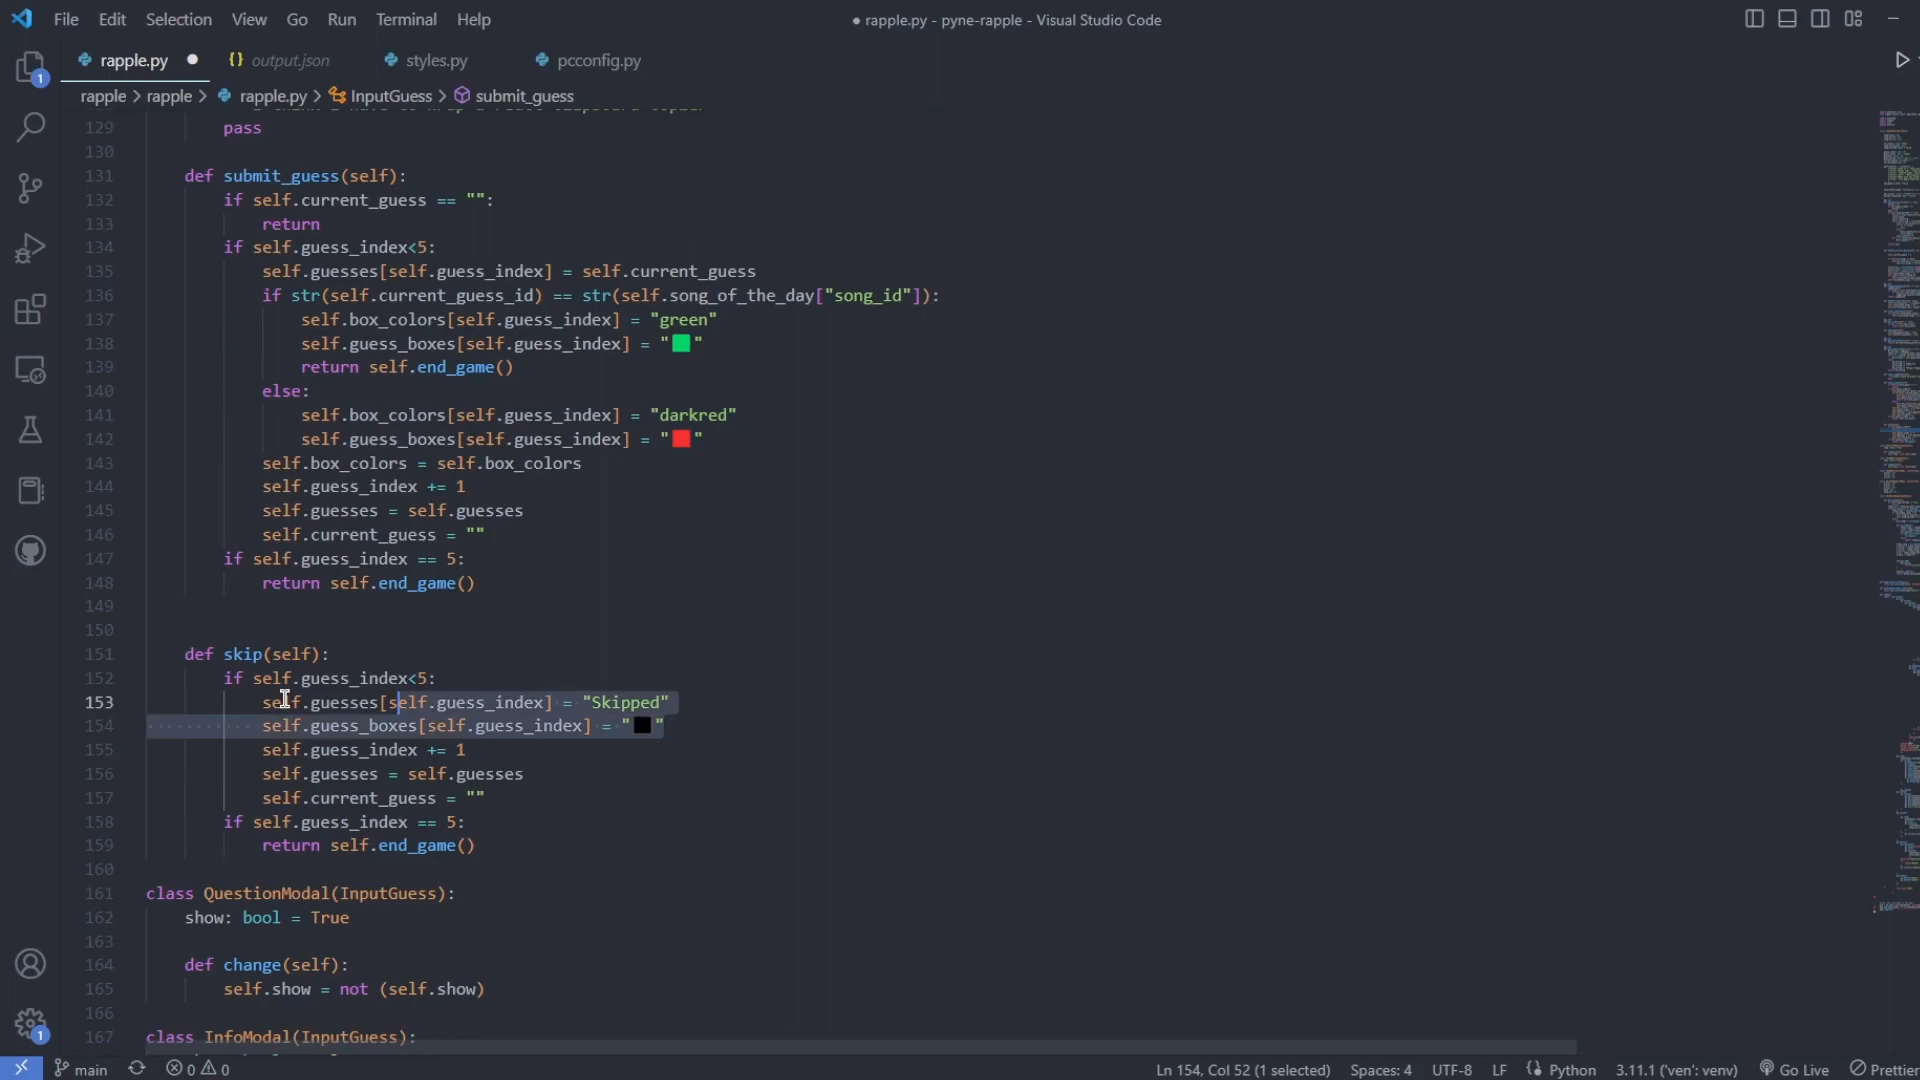 File Edit Selection View Go Run Terminal Help
● rapple.py - pyne-rapple - Visual Studio Code
rapple.py ● {} output.json styles.py pcconfig.py
rapple > rapple > rapple.py > InputGuess > submit_guess
129 pass
130
131 def submit_guess(self):
132 if self.current_guess == "":
133 return
134 if self.guess_index<5:
135 self.guesses[self.guess_index] = self.current_guess
136 if str(self.current_guess_id) == str(self.song_of_the_day["song_id"]):
137 self.box_colors[self.guess_index] = "green"
138 self.guess_boxes[self.guess_index] = "🟩"
139 return self.end_game()
140 else:
141 self.box_colors[self.guess_index] = "darkred"
142 self.guess_boxes[self.guess_index] = "🟥"
143 self.box_colors = self.box_colors
144 self.guess_index += 1
145 self.guesses = self.guesses
146 self.current_guess = ""
147 if self.guess_index == 5:
148 return self.end_game()
149
150
151 def skip(self):
152 if self.guess_index<5:
153 self.guesses[self.guess_index] = "Skipped"
154 self.guess_boxes[self.guess_index] = "⬛"
155 self.guess_index += 1
156 self.guesses = self.guesses
157 self.current_guess = ""
158 if self.guess_index == 5:
159 return self.end_game()
160
161 class QuestionModal(InputGuess):
162 show: bool = True
163
164 def change(self):
165 self.show = not (self.show)
166
167 class InfoModal(InputGuess):
1
1
main 0 0 Ln 154, Col 52 (1 selected) Spaces: 4 UTF-8 LF Python 3.11.1 ('ven': venv) Go Live Prettier